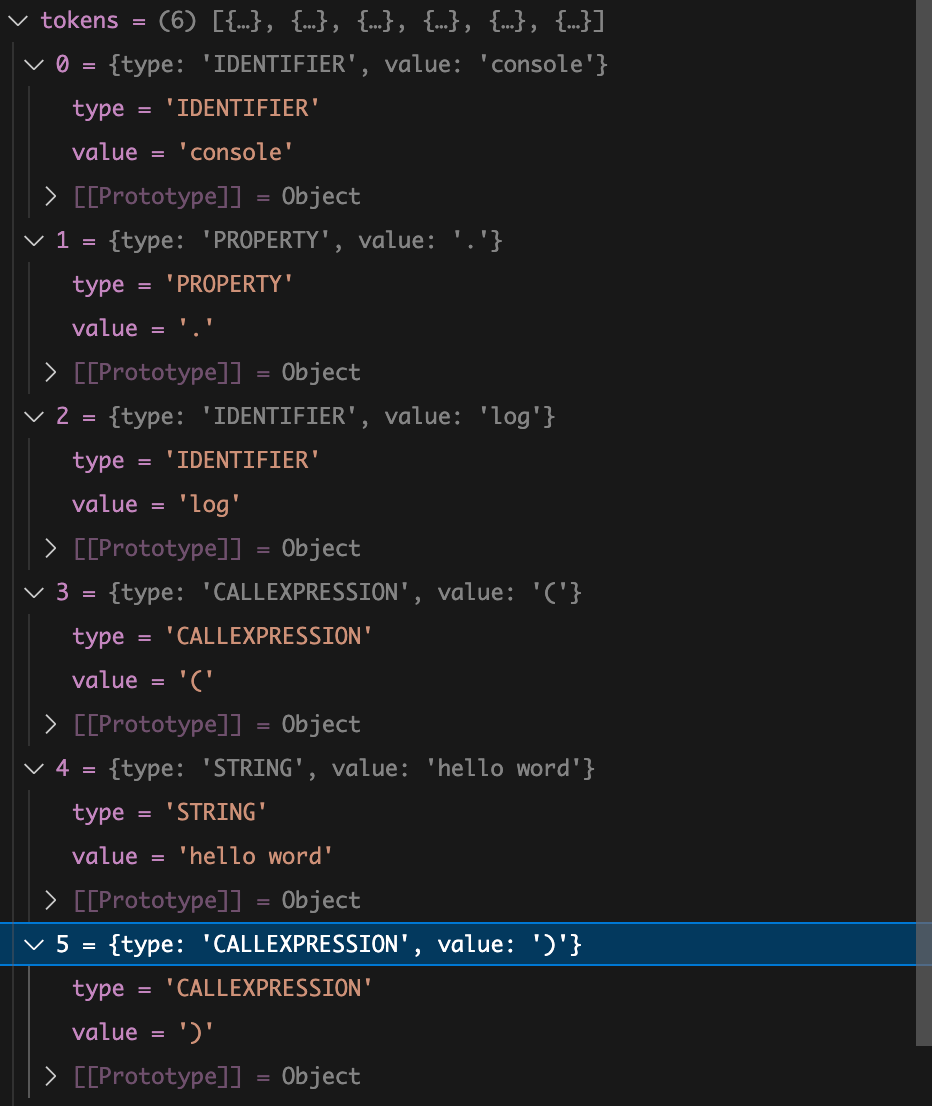 tokens = (6) [{…}, {…}, {…}, {…}, {…}, {…}]
0 = {type: 'IDENTIFIER', value: 'console'}
type = 'IDENTIFIER'
value = 'console'
[[Prototype]] = Object
1 = {type: 'PROPERTY', value: '.'}
type = 'PROPERTY'
value = '.'
[[Prototype]] = Object
2 = {type: 'IDENTIFIER', value: 'log'}
type = 'IDENTIFIER'
value = 'log'
[[Prototype]] = Object
3 = {type: 'CALLEXPRESSION', value: '('}
type = 'CALLEXPRESSION'
value = '('
[[Prototype]] = Object
4 = {type: 'STRING', value: 'hello word'}
type = 'STRING'
value = 'hello word'
[[Prototype]] = Object
5 = {type: 'CALLEXPRESSION', value: ')'}
type = 'CALLEXPRESSION'
value = ')'
[[Prototype]] = Object